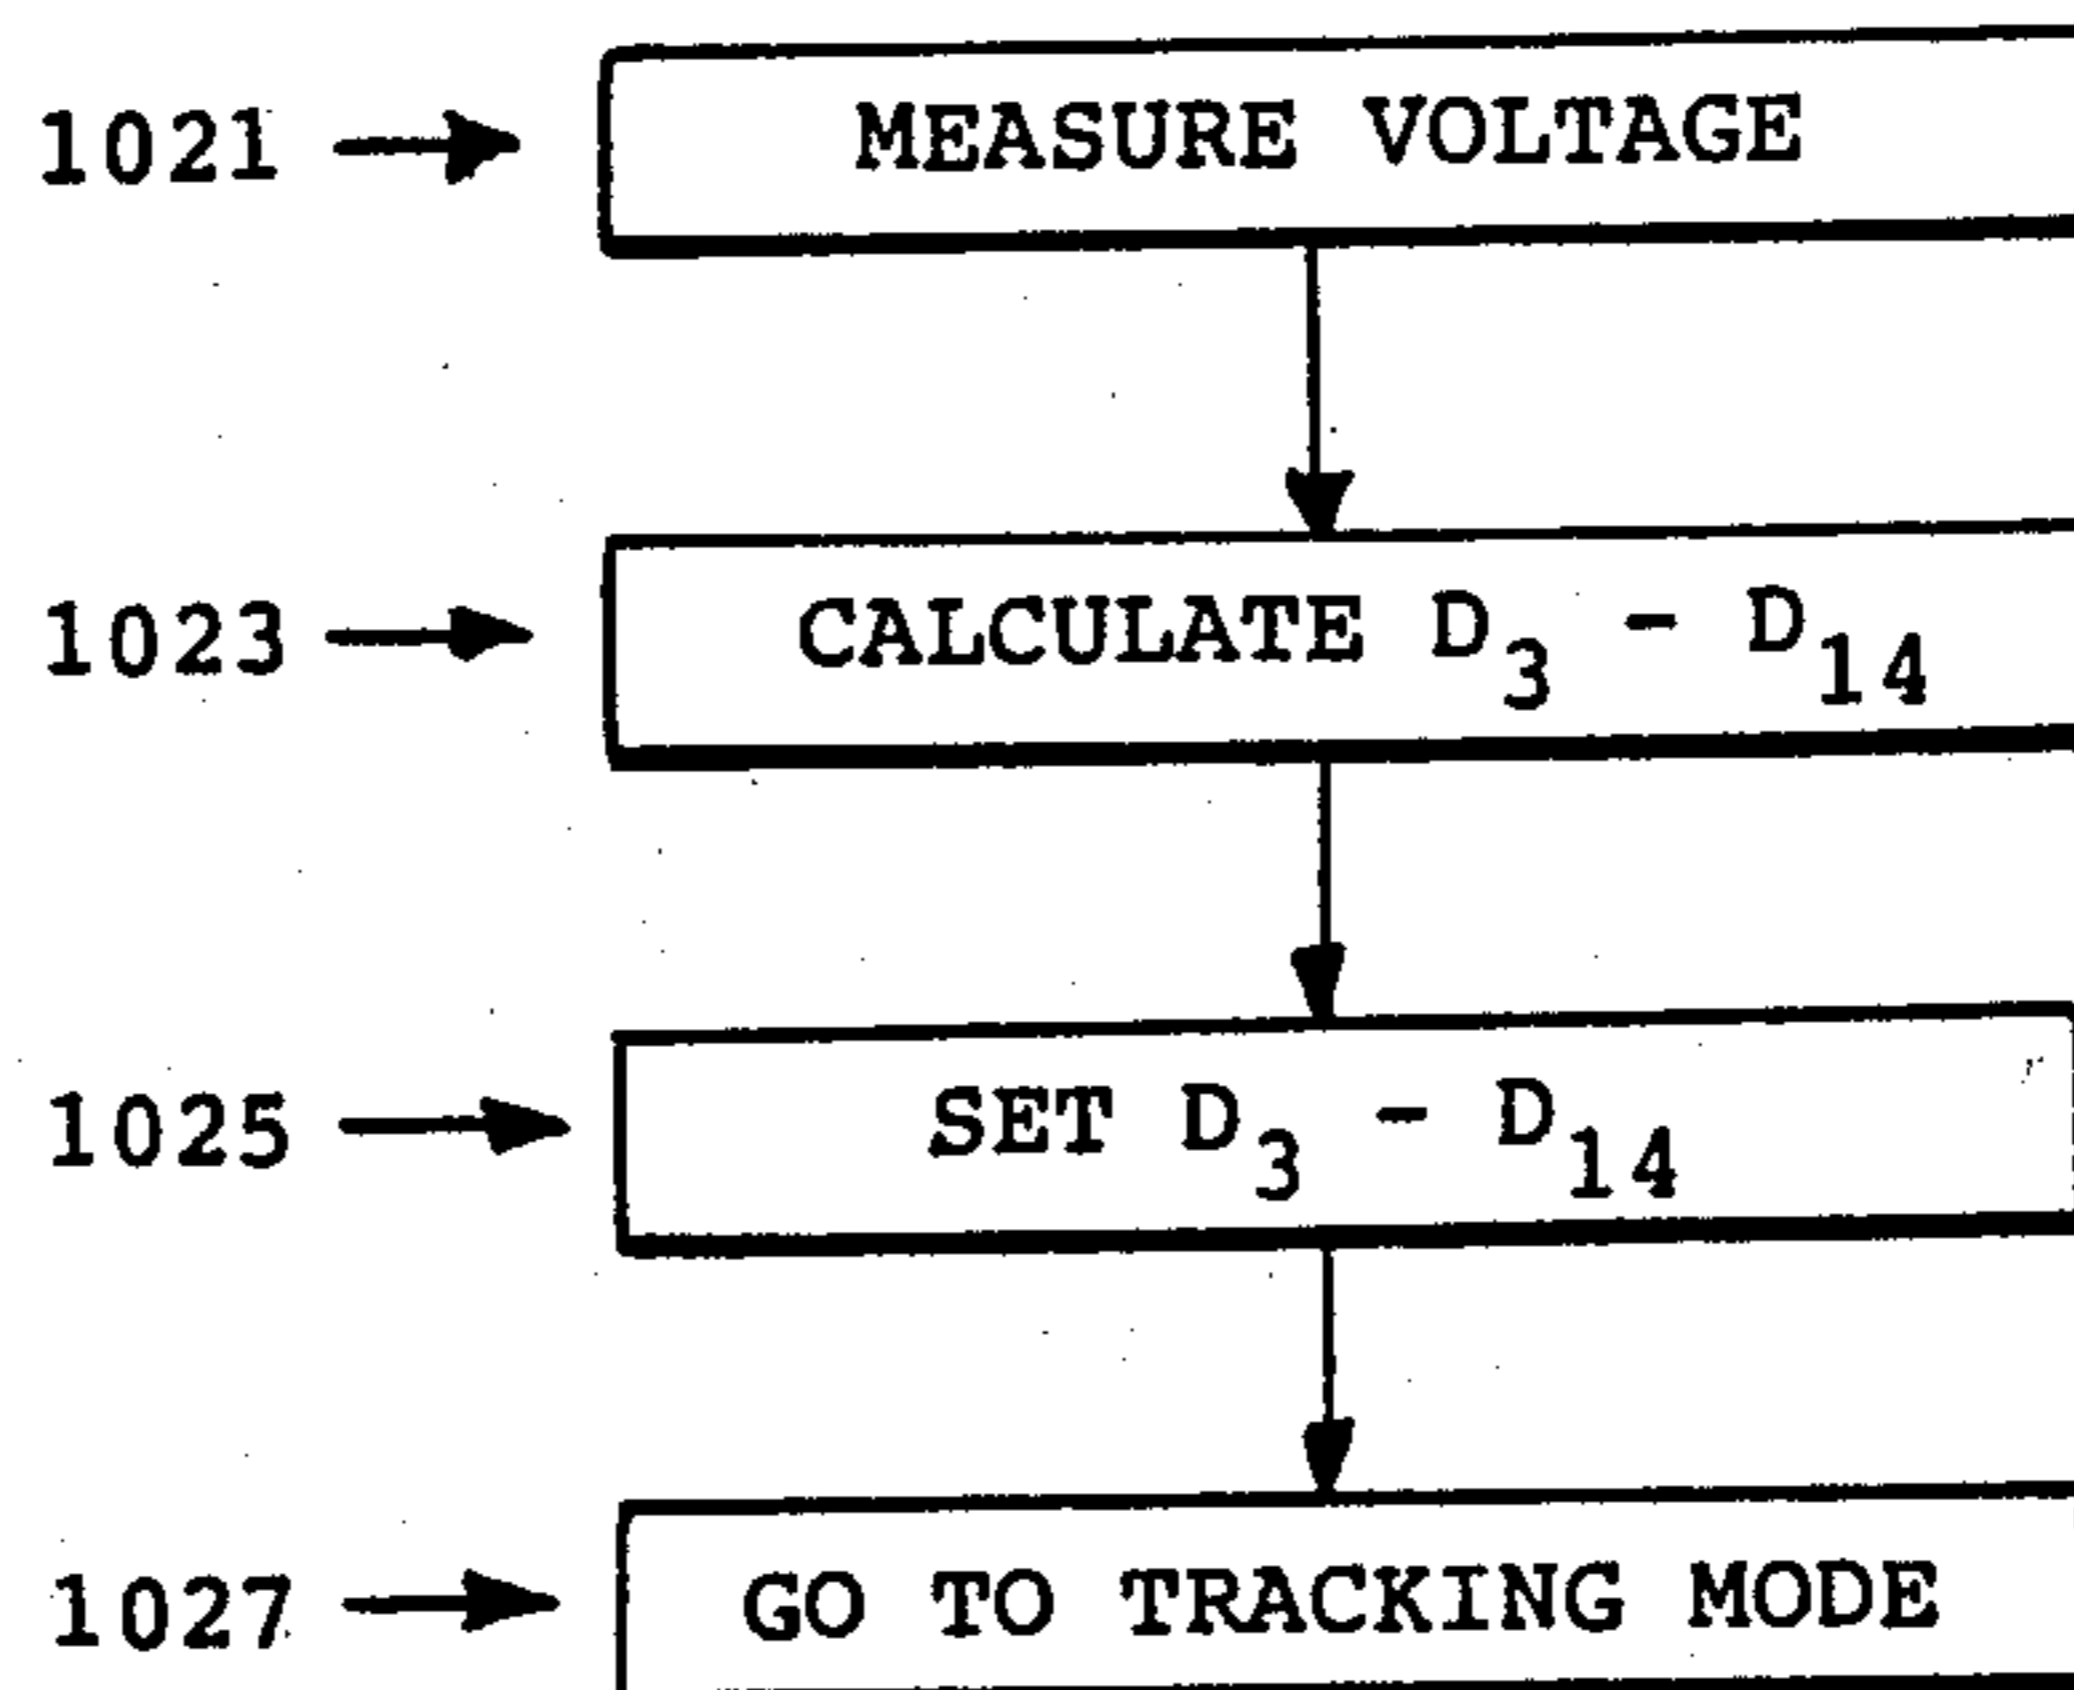 1021 MEASURE VOLTAGE
1023 CALCULATE D₃ - D₁₄
1025 SET D₃ - D₁₄
1027 GO TO TRACKING MODE